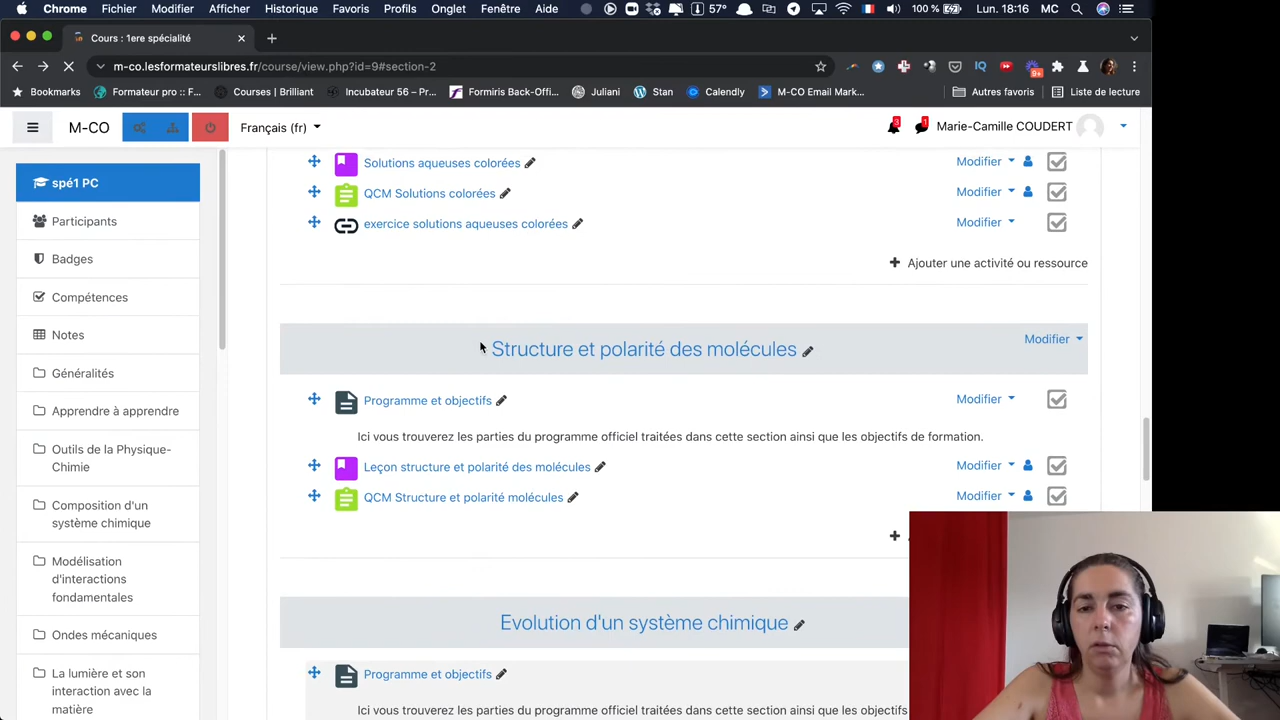 Chrome Fichier Modifier Afficher Historique Favoris Profils Onglet Fenêtres Aide 57° 100 % Lun. 18:16 MC
Cours : 1ere spécialité
m-co.lesformateurslibres.fr/course/view.php?id=9#section-2
Bookmarks Formateur pro :: F... Courses | Brilliant Incubateur 56 – Pr... Formiris Back-Offi... Juliani Stan Calendly M-CO Email Mark... Autres favoris Liste de lecture
M-CO Français (fr) 3 1 Marie-Camille COUDERT
spé1 PC
Participants
Badges
Compétences
Notes
Généralités
Apprendre à apprendre
Outils de la Physique-
Chimie
Composition d'un
système chimique
Modélisation
d'interactions
fondamentales
Ondes mécaniques
La lumière et son
interaction avec la
matière
Solutions aqueuses colorées Modifier
QCM Solutions colorées Modifier
exercice solutions aqueuses colorées Modifier
+ Ajouter une activité ou ressource
Structure et polarité des molécules Modifier
Programme et objectifs Modifier
Ici vous trouverez les parties du programme officiel traitées dans cette section ainsi que les objectifs de formation.
Leçon structure et polarité des molécules Modifier
QCM Structure et polarité molécules Modifier
+
Evolution d'un système chimique
Programme et objectifs
Ici vous trouverez les parties du programme officiel traitées dans cette section ainsi que les objectifs